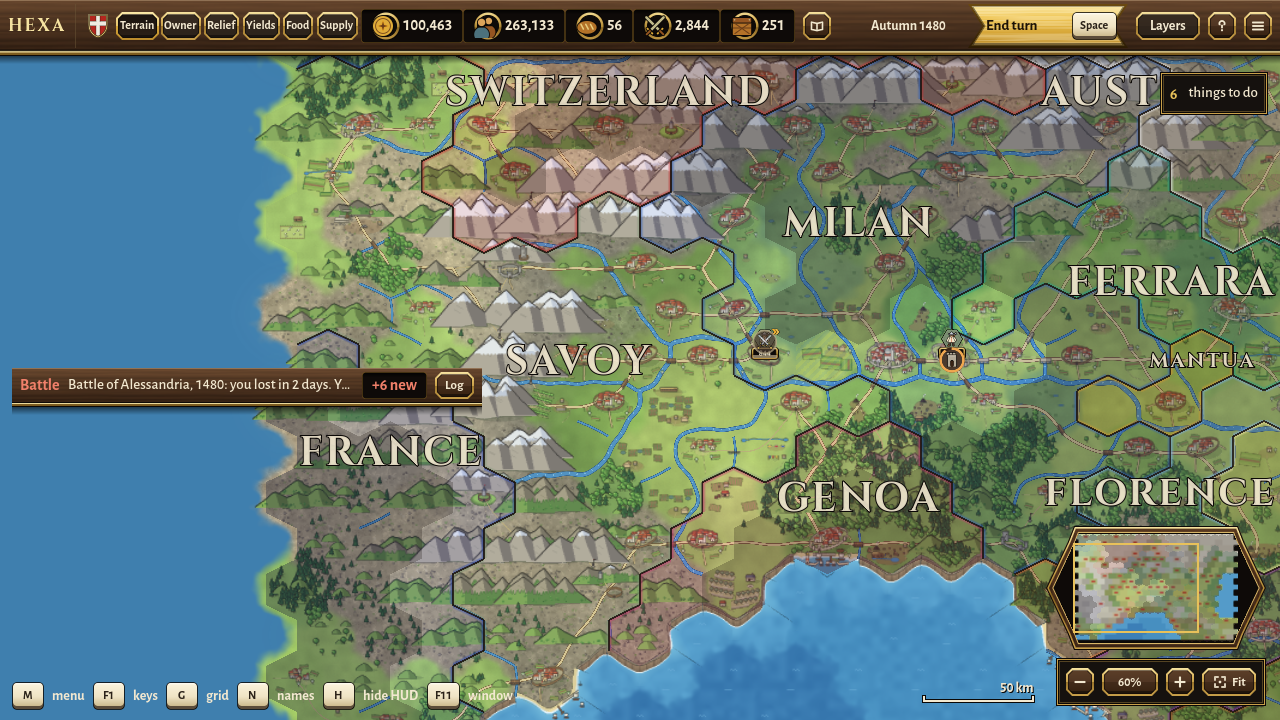 HEXA
Terrain Owner Relief Yields Food Supply
100,463 263,133 56 2,844 251
Autumn 1480
End turn Space
Layers ? ≡
6 things to do
SWITZERLAND
AUST
MILAN
FERRARA
SAVOY
MANTUA
Battle Battle of Alessandria, 1480: you lost in 2 days. Y... +6 new Log
FRANCE
GENOA
FLORENCE
M menu F1 keys G grid N names H hide HUD F11 window
50 km
− 60% + Fit